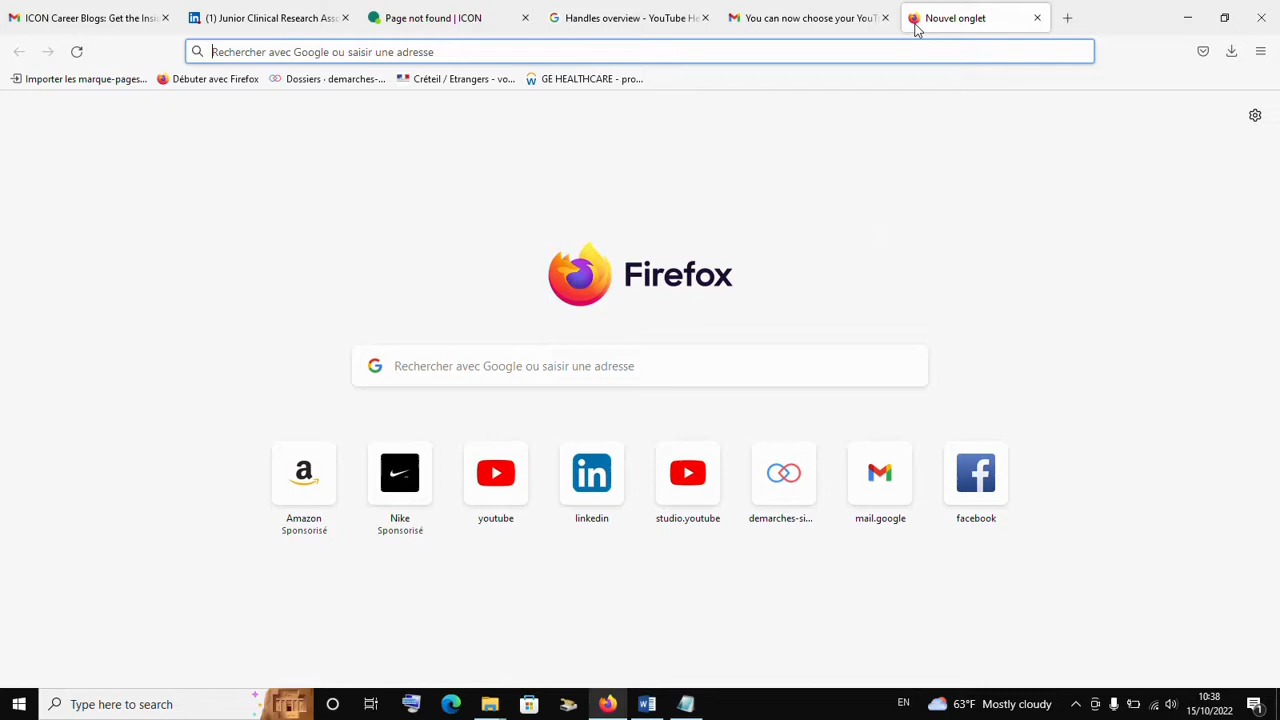 ICON Career Blogs: Get the Insi
(1) Junior Clinical Research Asso
Page not found | ICON
Handles overview - YouTube He
You can now choose your YouT
Nouvel onglet
Rechercher avec Google ou saisir une adresse
Importer les marque-pages...
Débuter avec Firefox
Dossiers · demarches-...
Créteil / Etrangers - vo...
GE HEALTHCARE - pro...
Firefox
Rechercher avec Google ou saisir une adresse
Amazon
Sponsorisé
Nike
Sponsorisé
youtube
linkedin
studio.youtube
demarches-si...
mail.google
facebook
Type here to search
EN
63°F Mostly cloudy
10:38
15/10/2022